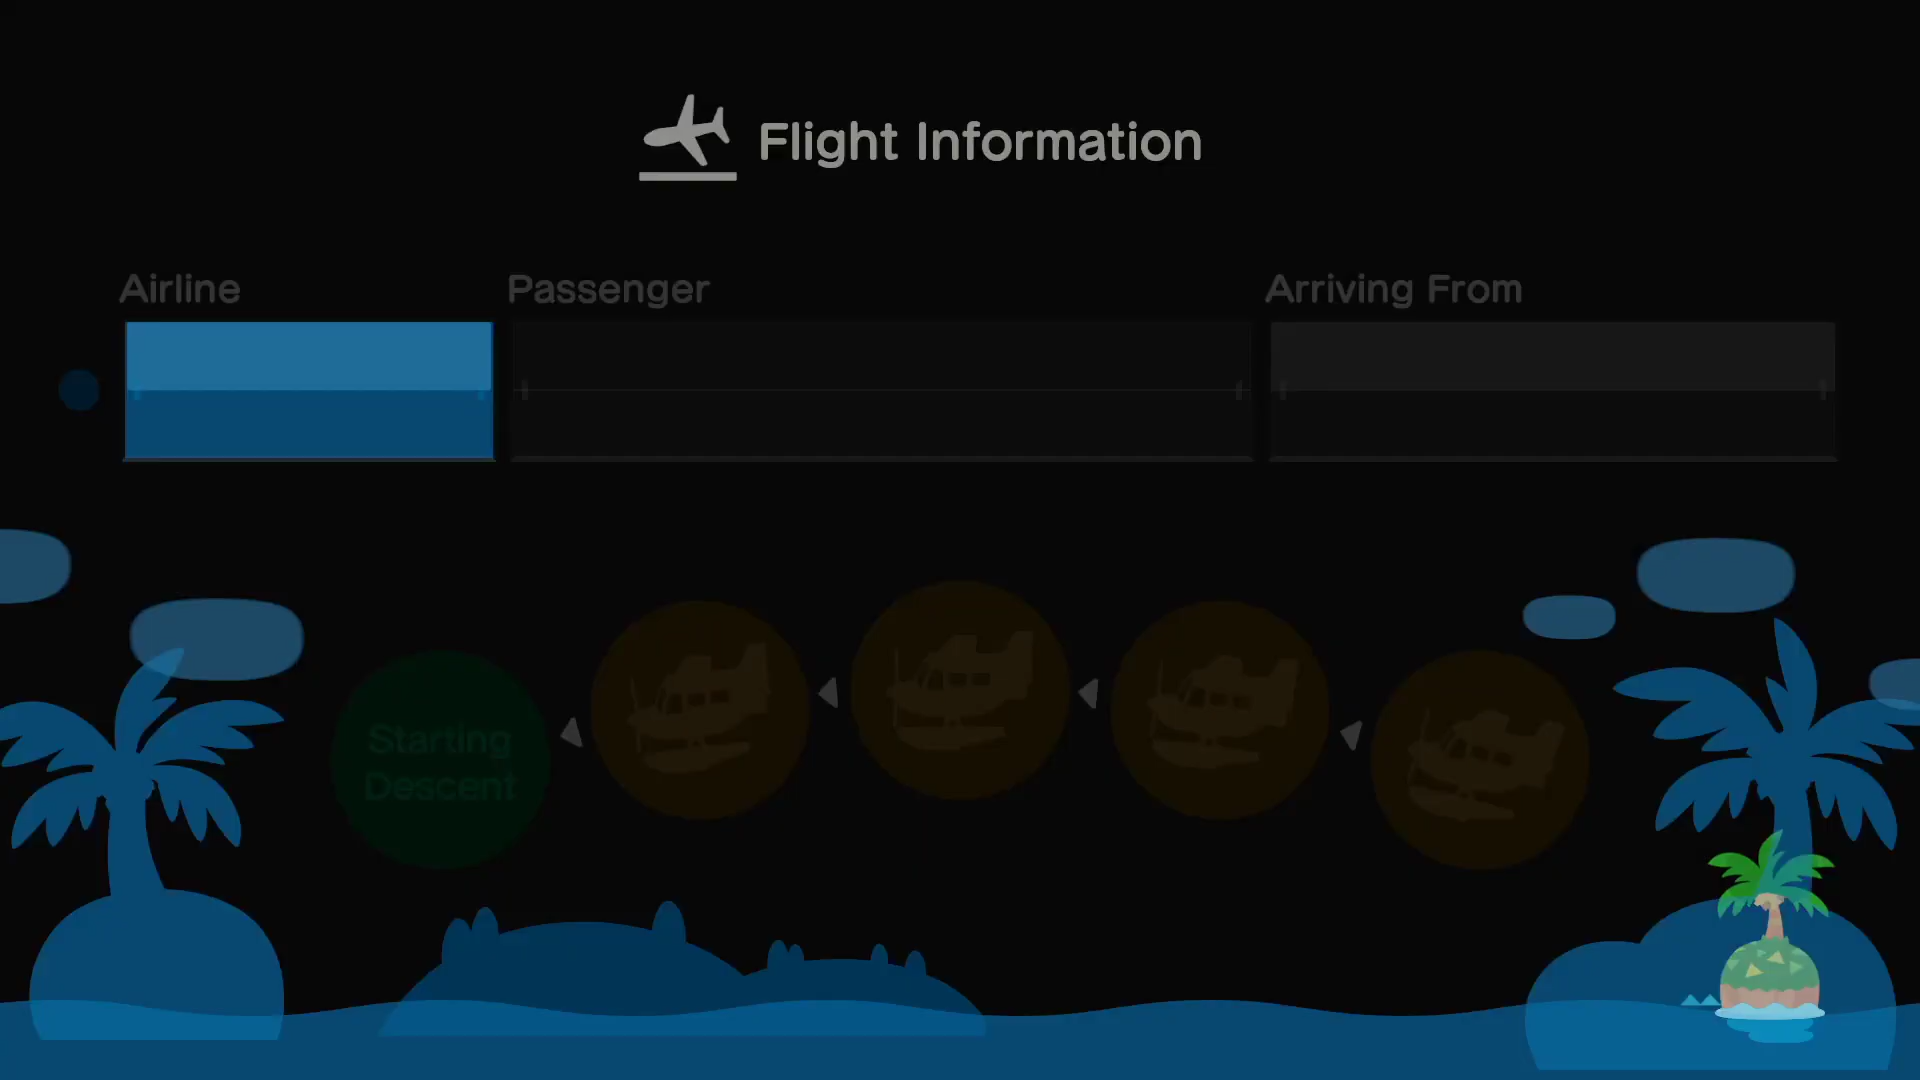 Flight Information
Airline
Passenger
Arriving From
Starting
Descent